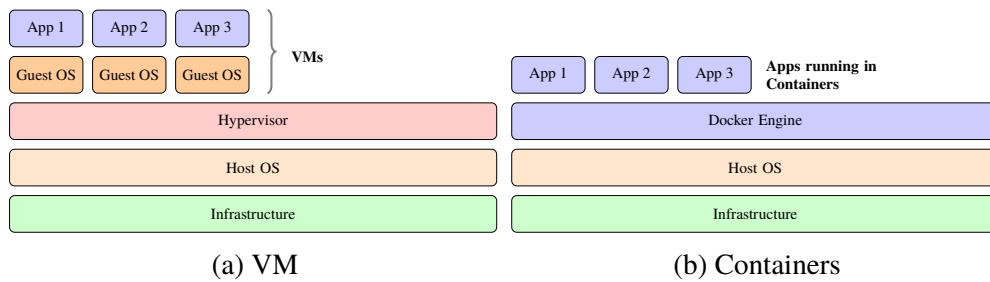 App 1 App 2 App 3
VMs
Guest OS Guest OS Guest OS
Hypervisor
Host OS
Infrastructure
(a) VM
App 1 App 2 App 3
Apps running in
Containers
Docker Engine
Host OS
Infrastructure
(b) Containers